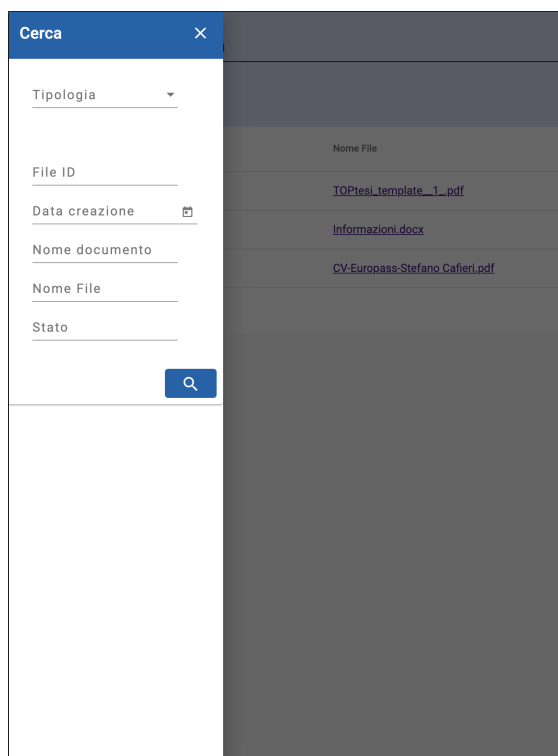 Cerca
Tipologia
File ID
Data creazione
Nome documento
Nome File
Stato
Nome File
TOPtesi_template__1_.pdf
Informazioni.docx
CV-Europass-Stefano Cafieri.pdf